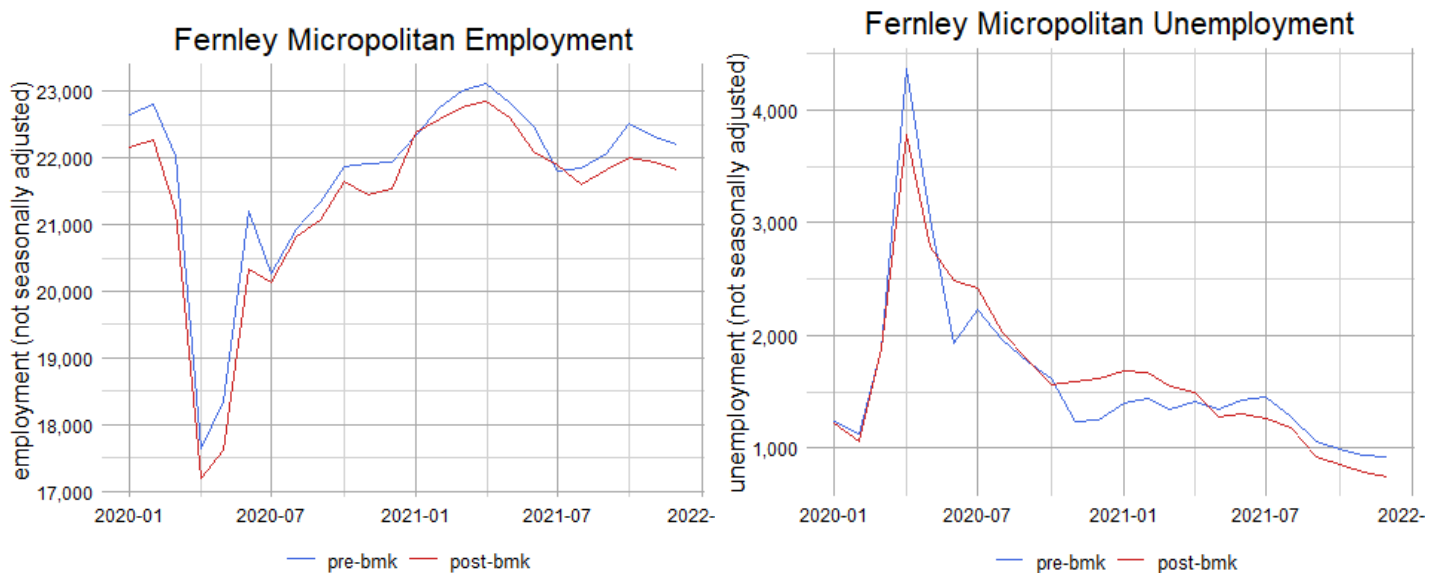 Fernley Micropolitan Employment
employment (not seasonally adjusted)
23,000
22,000
21,000
20,000
19,000
18,000
17,000
2020-01 2020-07 2021-01 2021-07 2022-
pre-bmk post-bmk
Fernley Micropolitan Unemployment
unemployment (not seasonally adjusted)
4,000
3,000
2,000
1,000
2020-01 2020-07 2021-01 2021-07 2022-
pre-bmk post-bmk